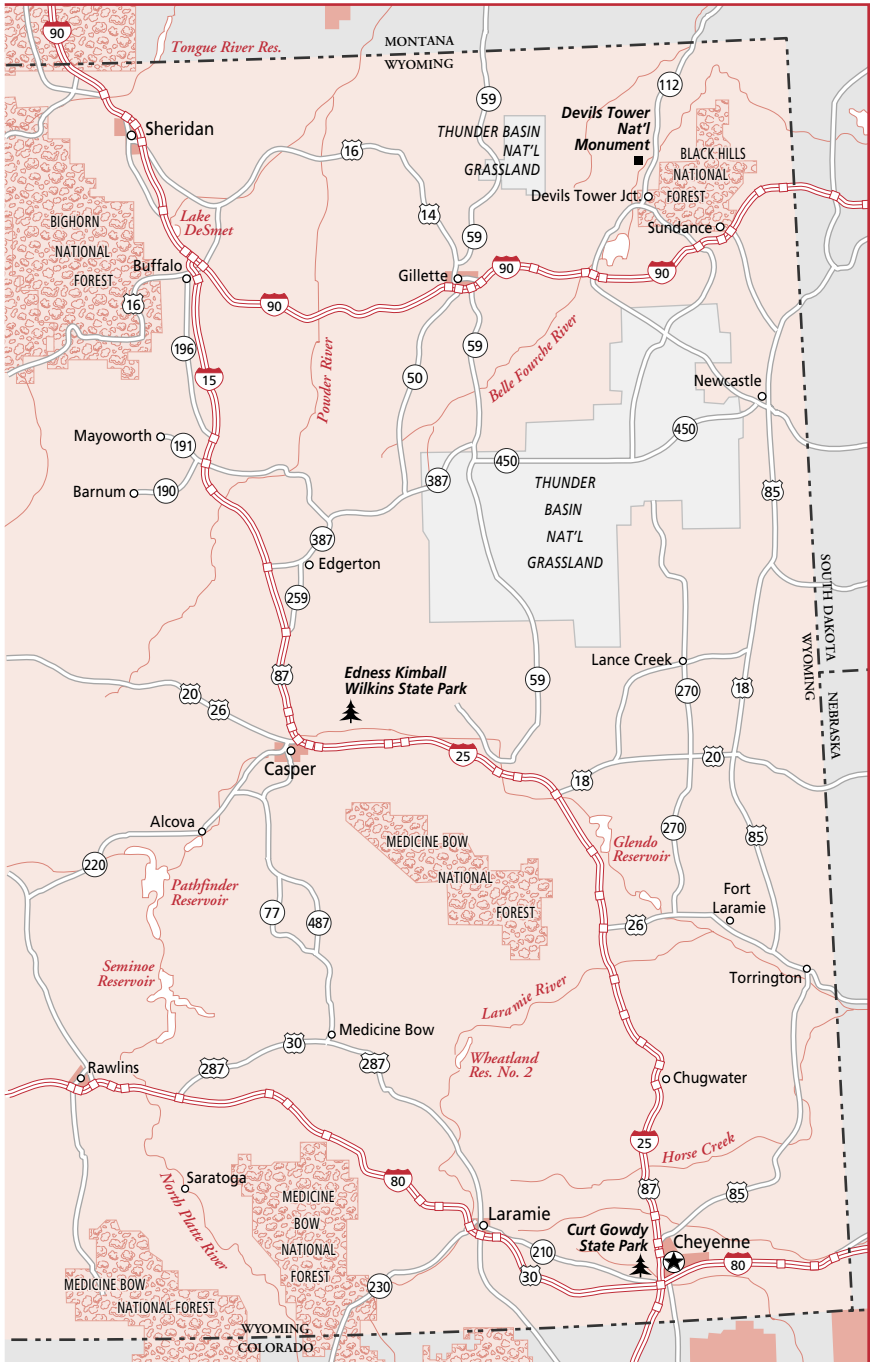 90
Tongue River Res.
MONTANA
WYOMING
112
59
Devils Tower
Nat'l
Monument
Sheridan
16
THUNDER BASIN
NAT'L
GRASSLAND
BLACK HILLS
NATIONAL
FOREST
Devils Tower Jct.
Lake
DeSmet
14
BIGHORN
NATIONAL
FOREST
59
Sundance
Buffalo
Gillette
90
90
16
90
196
59
Powder River
Belle Fourche River
15
50
Newcastle
Mayoworth
191
450
450
Barnum
190
387
THUNDER
BASIN
NAT'L
GRASSLAND
85
387
Edgerton
259
SOUTH DAKOTA
WYOMING
NEBRASKA
Lance Creek
87
Edness Kimball
Wilkins State Park
59
20
26
270
18
Casper
25
20
18
Alcova
MEDICINE BOW
NATIONAL
FOREST
270
85
Glendo
Reservoir
220
Pathfinder
Reservoir
Fort
Laramie
77
487
26
Seminoe
Reservoir
Torrington
Laramie River
Medicine Bow
30
287
287
Wheatland
Res. No. 2
Rawlins
Chugwater
25
Horse Creek
Saratoga
80
87
85
North Platte River
MEDICINE
BOW
NATIONAL
FOREST
Laramie
Curt Gowdy
State Park
Cheyenne
210
80
30
230
MEDICINE BOW
NATIONAL FOREST
WYOMING
COLORADO